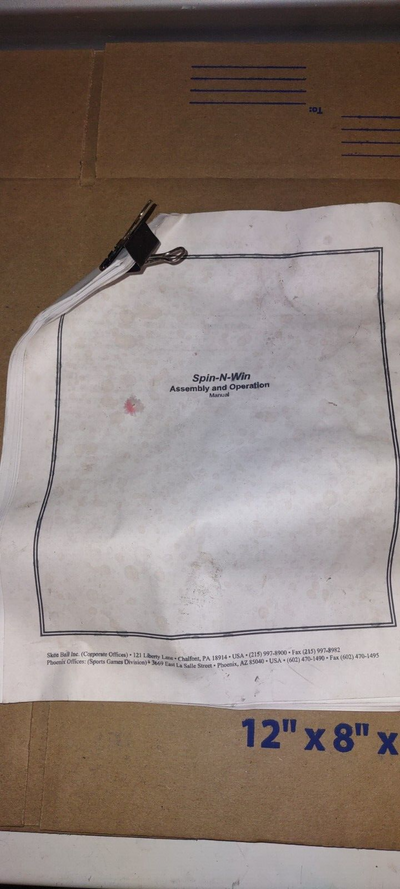 To:
Spin-N-Win
Assembly and Operation
Manual
Skee Ball Inc. (Corporate Offices) • 121 Liberty Lane • Chalfont, PA 18914 • USA • (215) 997-8900 • Fax (215) 997-8982
Phoenix Offices: (Sports Games Division) • 3649 East La Salle Street • Phoenix, AZ 85040 • USA • (602) 470-1490 • Fax (602) 470-1495
12" x 8" x